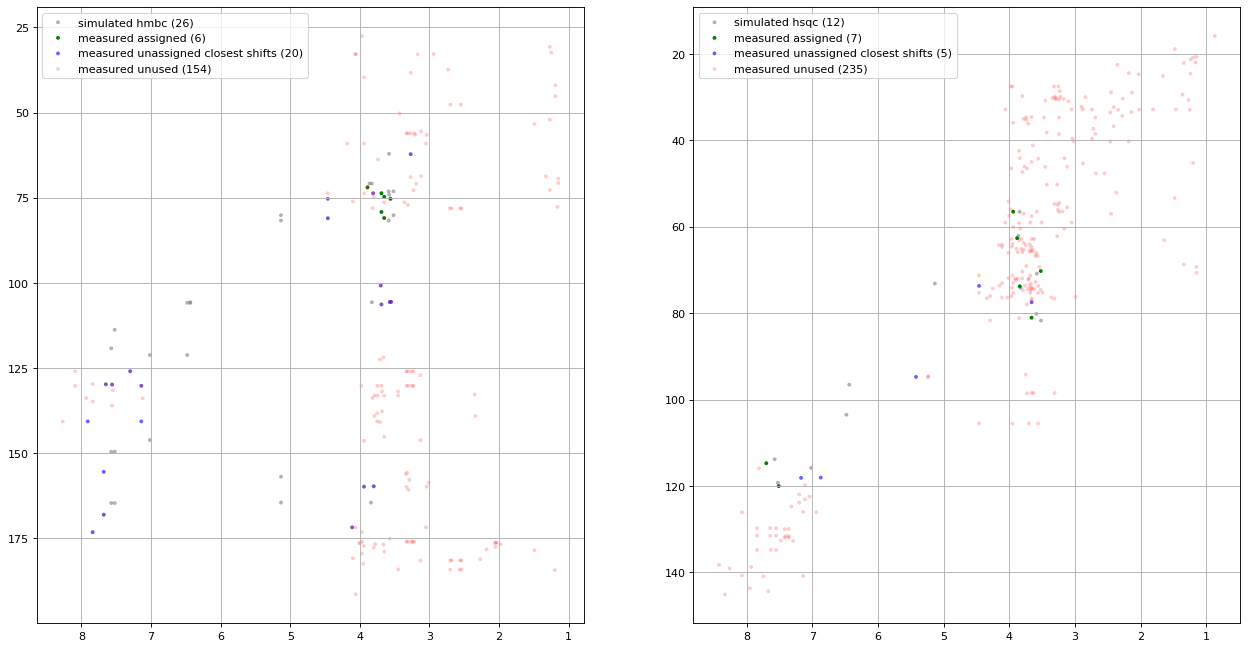 simulated hmbc (26)
measured assigned (6)
measured unassigned closest shifts (20)
measured unused (154)
25
50
75
100
125
150
175
8 7 6 5 4 3 2 1
simulated hsqc (12)
measured assigned (7)
measured unassigned closest shifts (5)
measured unused (235)
20
40
60
80
100
120
140
8 7 6 5 4 3 2 1